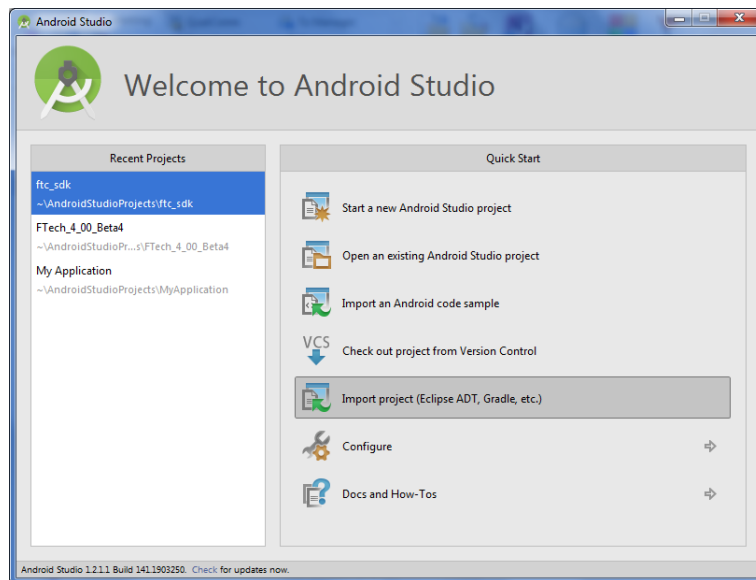 Android Studio
Welcome to Android Studio
Recent Projects
ftc_sdk
~\AndroidStudioProjects\ftc_sdk
FTech_4_00_Beta4
~\AndroidStudioPr...s\FTech_4_00_Beta4
My Application
~\AndroidStudioProjects\MyApplication
Quick Start
Start a new Android Studio project
Open an existing Android Studio project
Import an Android code sample
VCS
Check out project from Version Control
Import project (Eclipse ADT, Gradle, etc.)
Configure
Docs and How-Tos
Android Studio 1.2.1.1 Build 141.1903250. Check for updates now.